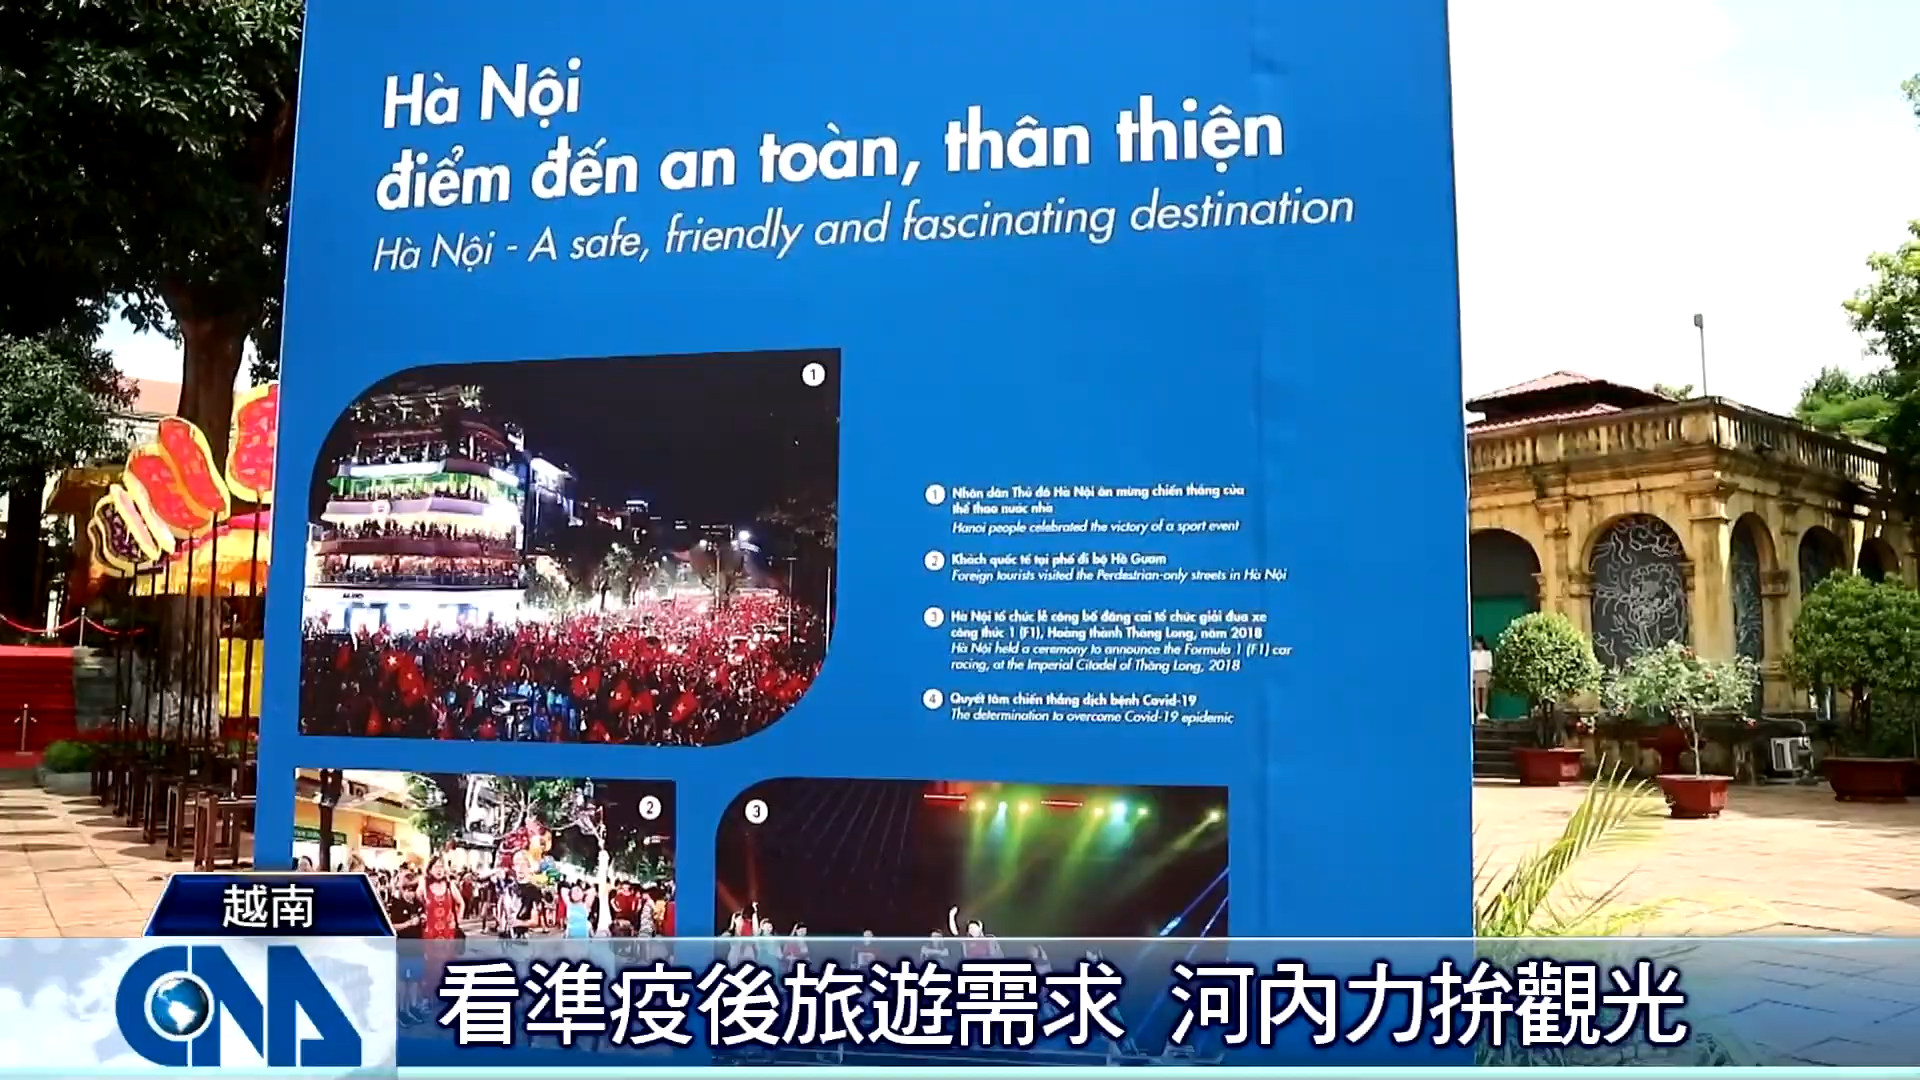 Hà Nội
điểm đến an toàn, thân thiện
Hà Nội - A safe, friendly and fascinating destination
1
1 Nhân dân Thủ đô Hà Nội ăn mừng chiến thắng của
thể thao nước nhà
Hanoi people celebrated the victory of a sport event
2 Khách quốc tế tại phố đi bộ Hồ Gươm
Foreign tourists visited the Perdestrian-only streets in Hà Nội
3 Hà Nội tổ chức lễ công bố đăng cai tổ chức giải đua xe
công thức 1 (F1), Hoàng thành Thăng Long, năm 2018
Hà Nội held a ceremony to announce the Formula 1 (F1) car
racing, at the Imperial Citadel of Thăng Long, 2018
4 Quyết tâm chiến thắng dịch bệnh Covid-19
The determination to overcome Covid-19 epidemic
2
3
越南
CNA
看準疫後旅遊需求 河內力拚觀光